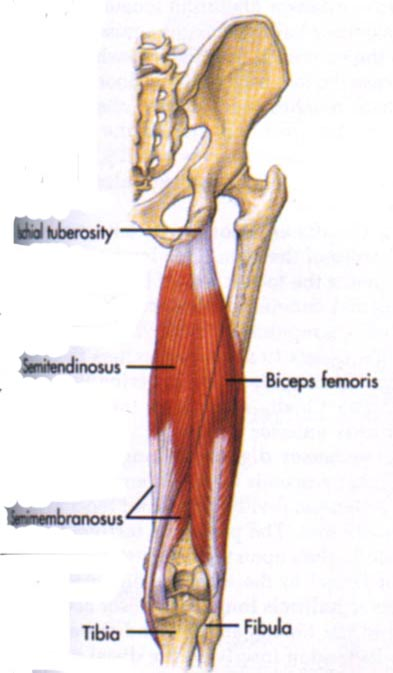 Ischial tuberosity
Semitendinosus
Biceps femoris
Semimembranosus
Tibia
Fibula